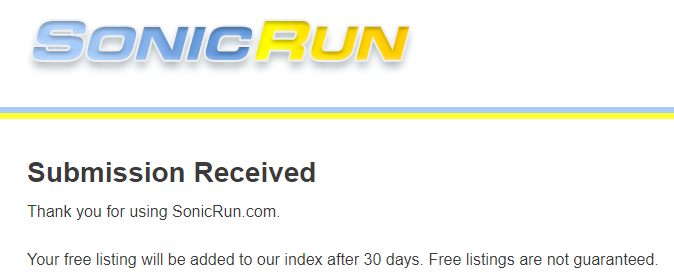 SONICRUN
Submission Received
Thank you for using SonicRun.com.
Your free listing will be added to our index after 30 days. Free listings are not guaranteed.